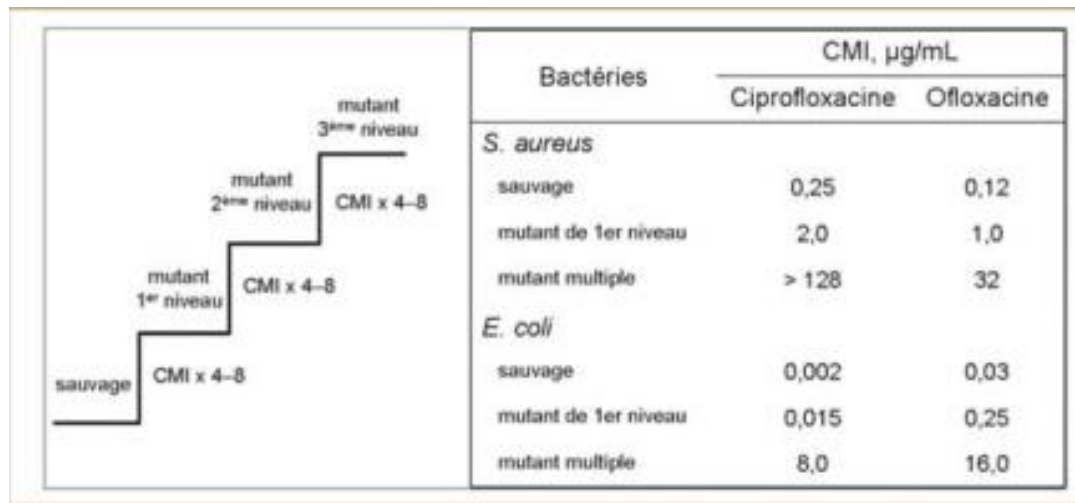 mutant
3ème niveau
mutant
2ème niveau
CMI x 4–8
mutant
1er niveau
CMI x 4–8
sauvage
CMI x 4–8
Bactéries
CMI, µg/mL
Ciprofloxacine Ofloxacine
S. aureus
sauvage 0,25 0,12
mutant de 1er niveau 2,0 1,0
mutant multiple > 128 32
E. coli
sauvage 0,002 0,03
mutant de 1er niveau 0,015 0,25
mutant multiple 8,0 16,0